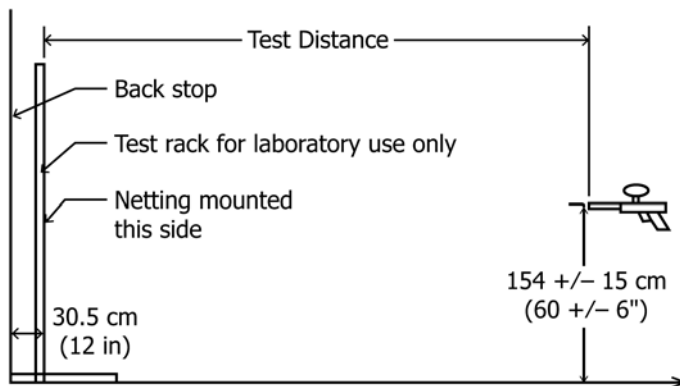 Test Distance
Back stop
Test rack for laboratory use only
Netting mounted
this side
154 +/– 15 cm
(60 +/– 6")
30.5 cm
(12 in)